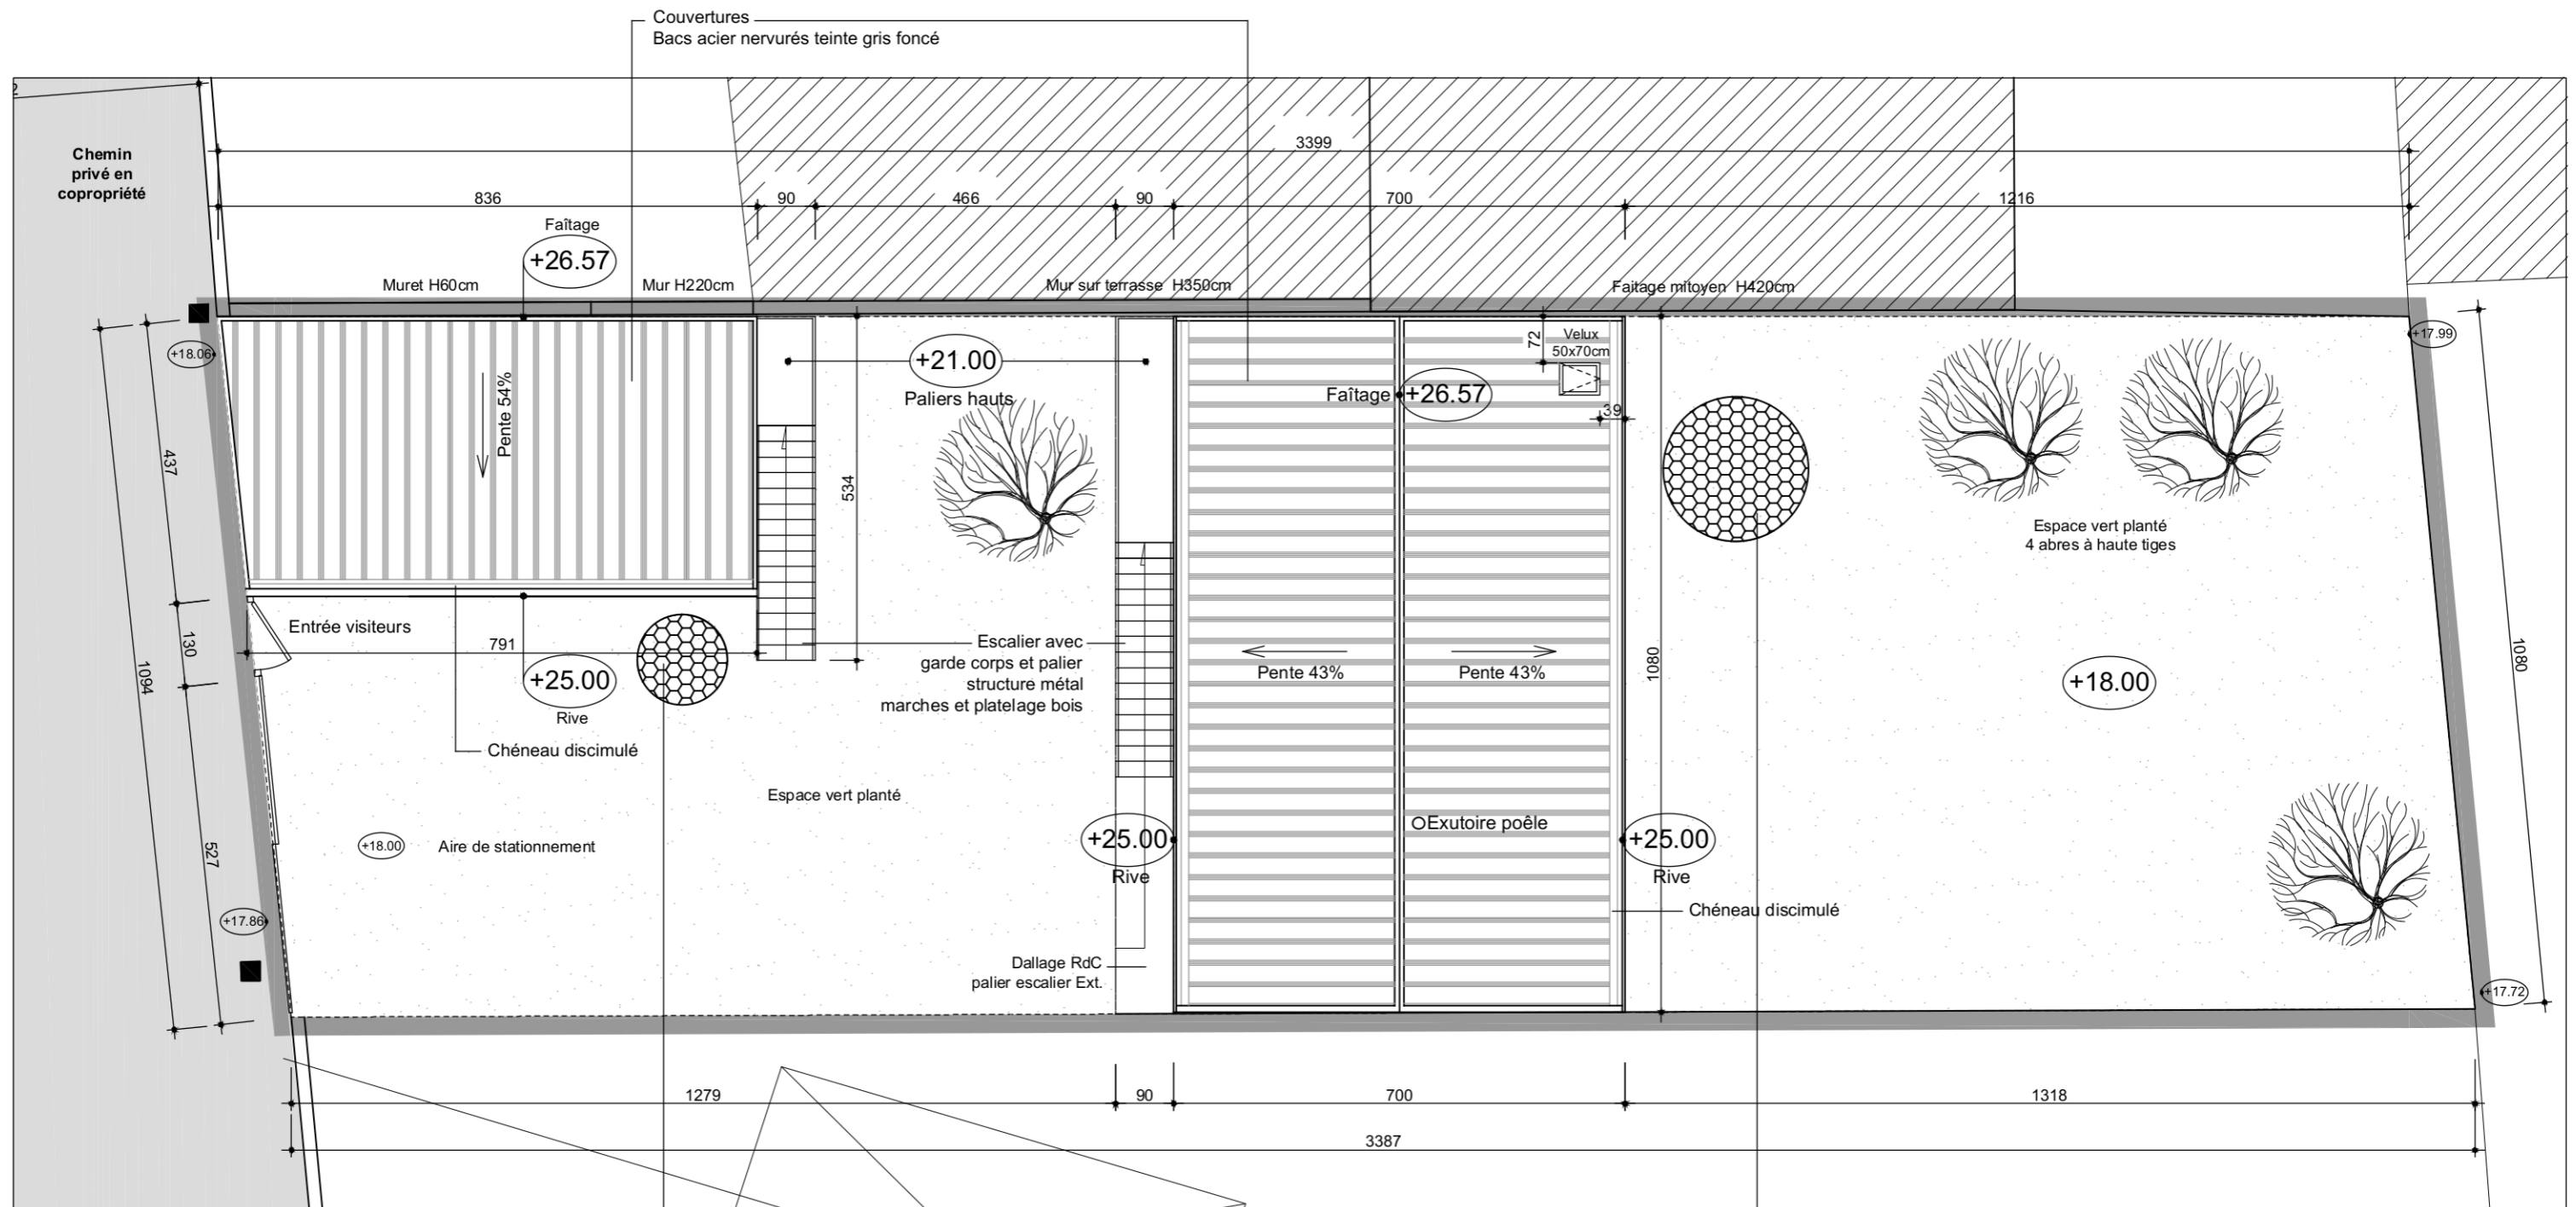 Couvertures
Bacs acier nervurés teinte gris foncé
2
Chemin
privé en
copropriété
3399
836
90
466
90
700
1216
Faîtage
+26.57
Muret H60cm
Mur H220cm
Mur sur terrasse H350cm
Faitage mitoyen H420cm
+18.06
+17.99
72
Velux
50x70cm
+21.00
Paliers hauts
Faîtage
+26.57
39
Pente 54%
437
534
Espace vert planté
4 abres à haute tiges
Entrée visiteurs
130
791
1094
+25.00
Rive
Escalier avec
garde corps et palier
structure métal
marches et platelage bois
Pente 43%
Pente 43%
1080
1080
+18.00
Chéneau discimulé
Espace vert planté
527
+18.00
Aire de stationnement
+25.00
Rive
Exutoire poêle
+25.00
Rive
+17.86
Chéneau discimulé
Dallage RdC
palier escalier Ext.
+17.72
1279
90
700
1318
3387